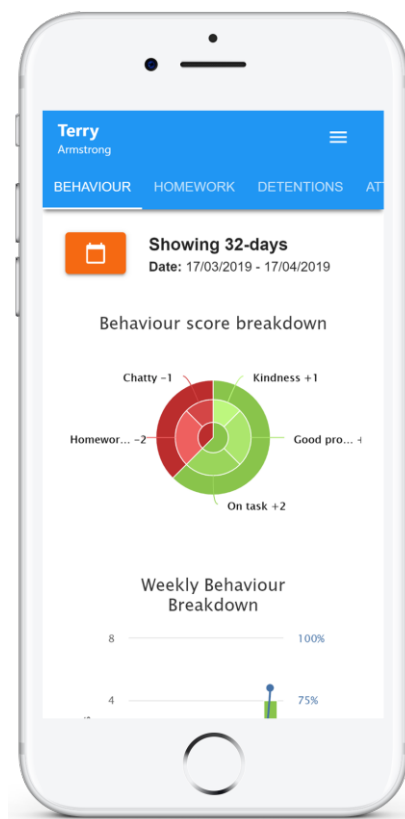 Terry
Armstrong
BEHAVIOUR HOMEWORK DETENTIONS AT
Showing 32-days
Date: 17/03/2019 - 17/04/2019
Behaviour score breakdown
Chatty -1 Kindness +1
Homewor... -2 Good pro... +
On task +2
Weekly Behaviour
Breakdown
8 100%
4 75%